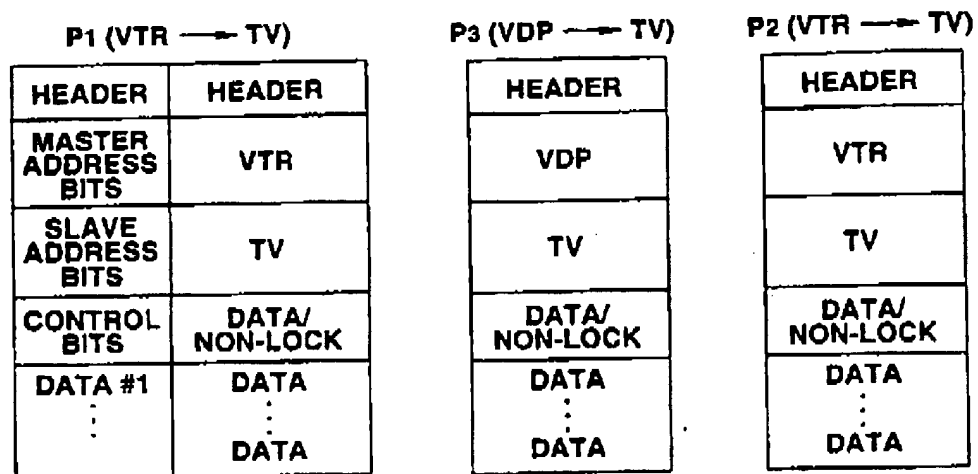 P1 (VTR → TV)
HEADER HEADER
MASTER
ADDRESS
BITS
VTR
SLAVE
ADDRESS
BITS
TV
CONTROL
BITS
DATA/
NON-LOCK
DATA #1
DATA
DATA
P3 (VDP → TV)
HEADER
VDP
TV
DATA/
NON-LOCK
DATA
DATA
P2 (VTR → TV)
HEADER
VTR
TV
DATA/
NON-LOCK
DATA
DATA